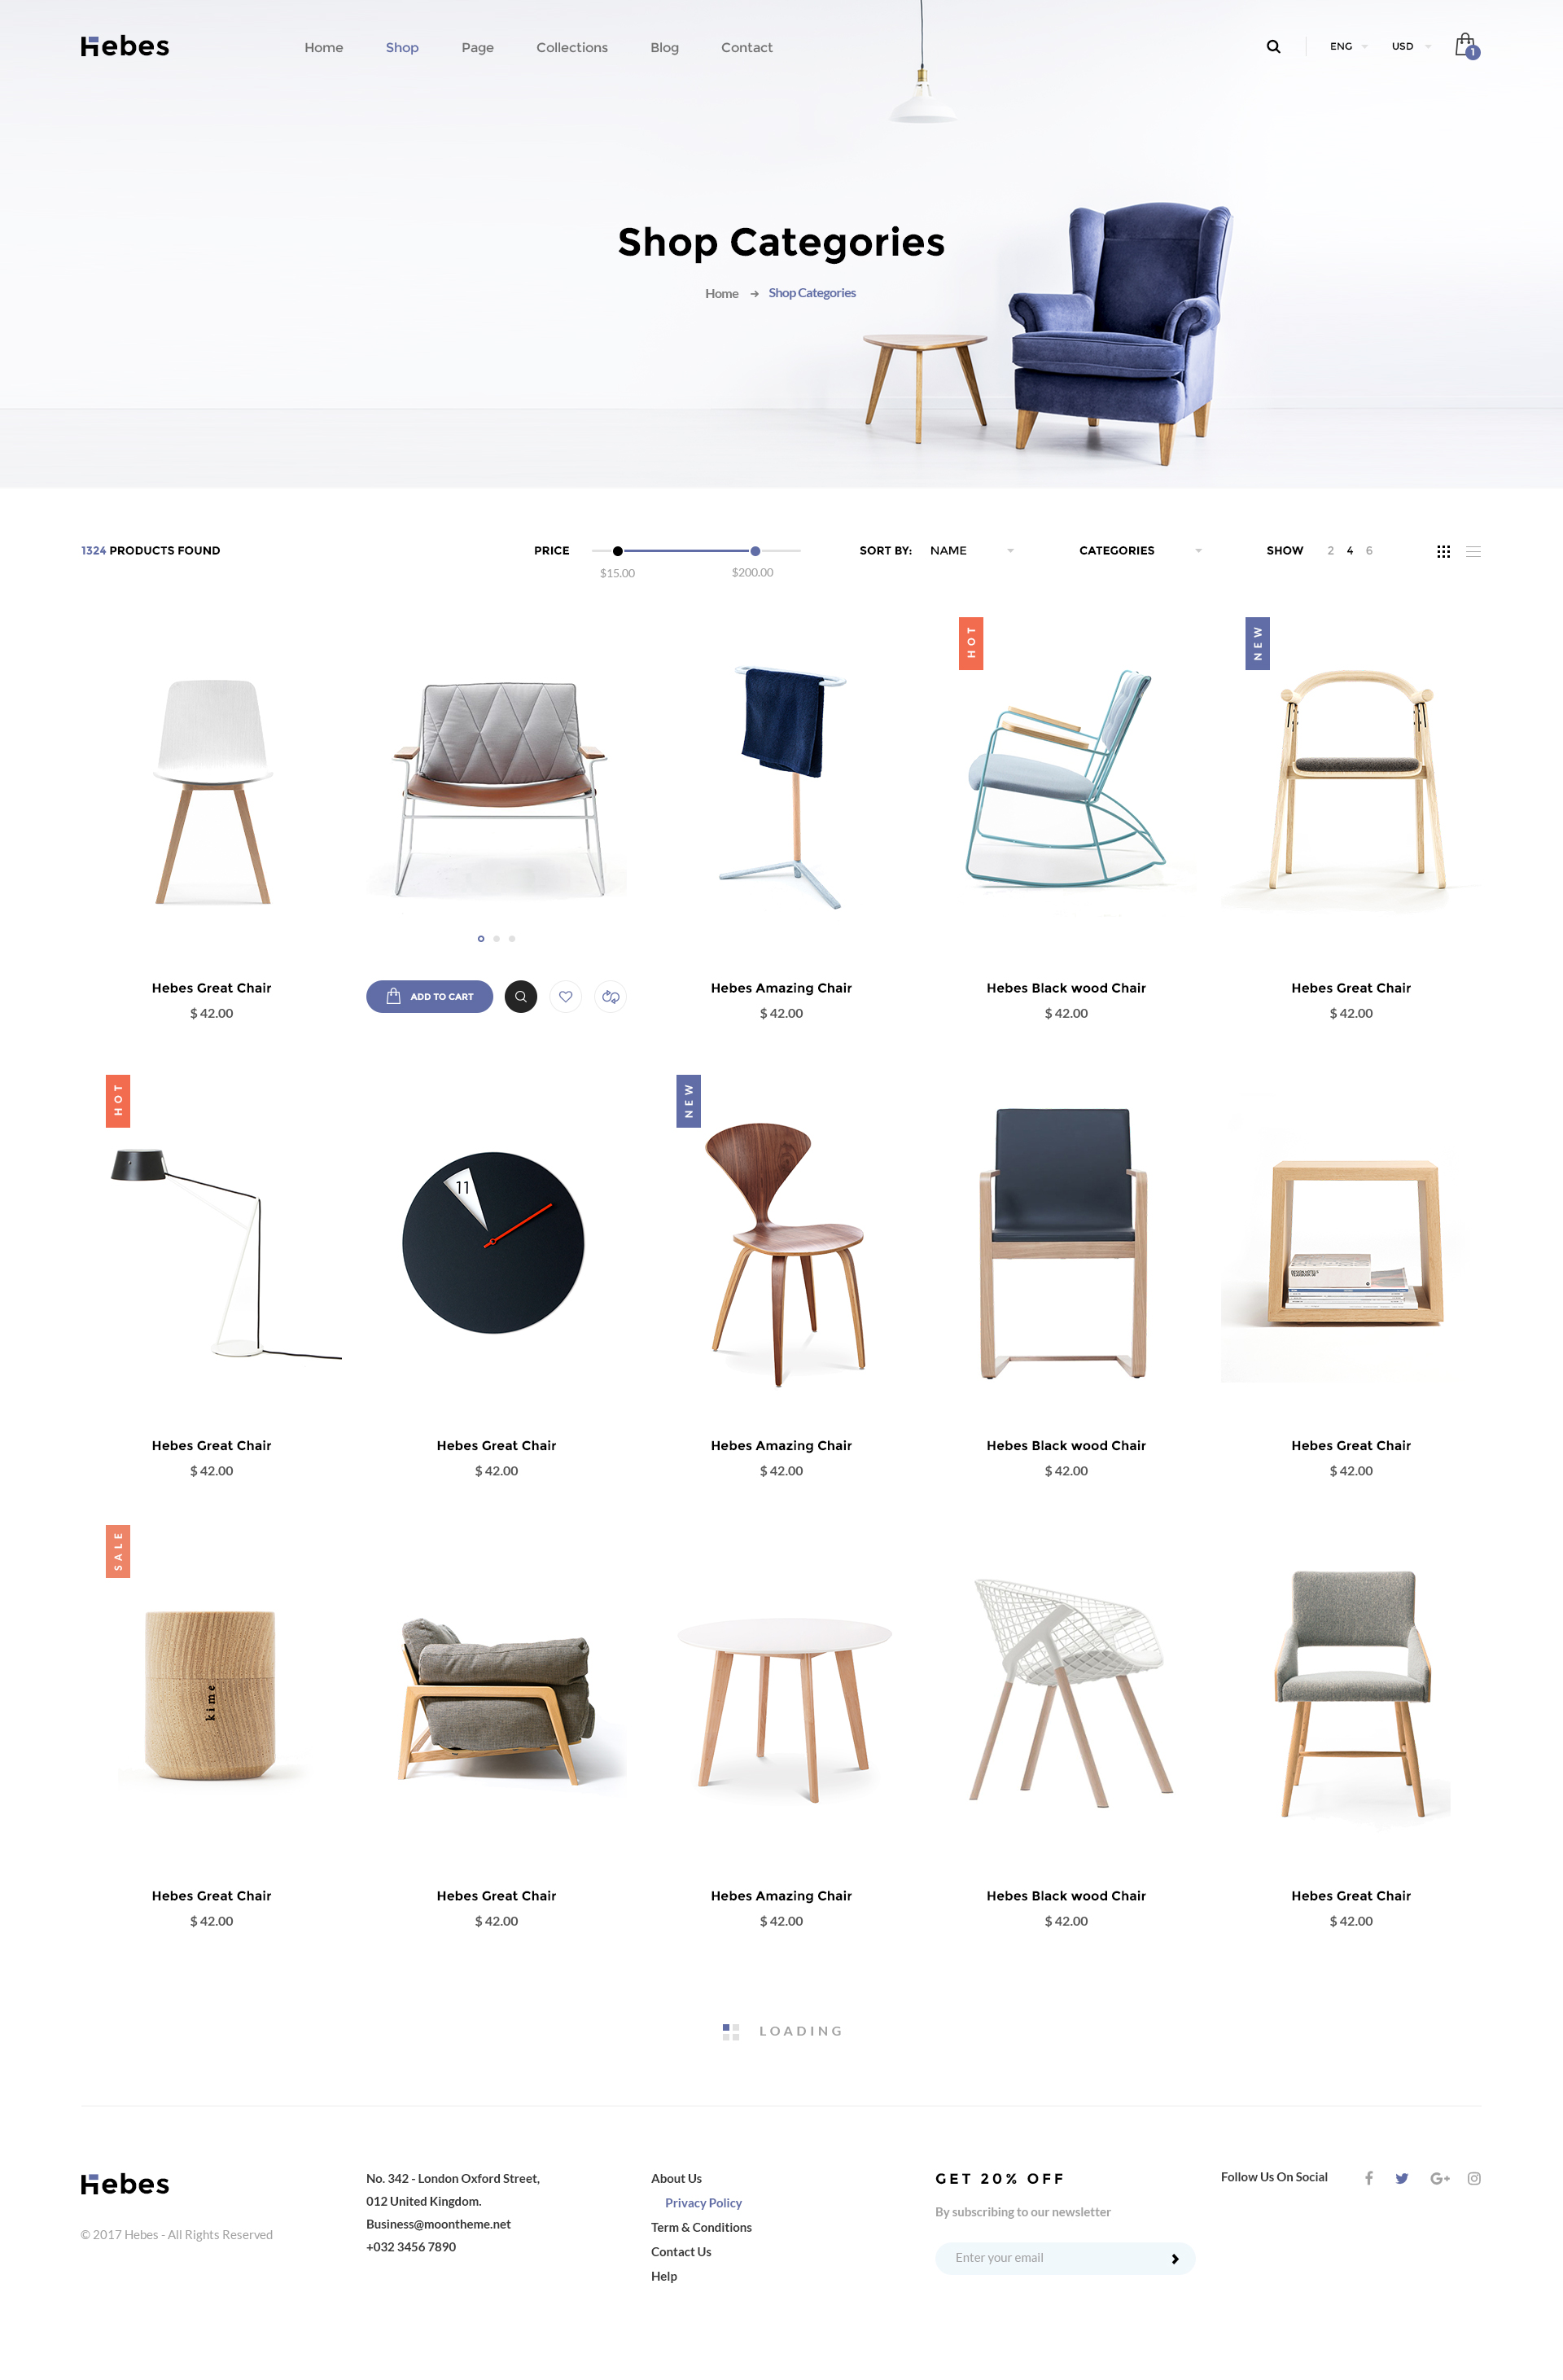 Hebes
Home Shop Page Collections Blog Contact
ENG USD 1
Shop Categories
Home Shop Categories
1324 PRODUCTS FOUND PRICE SORT BY: NAME CATEGORIES SHOW 2 4 6
$15.00 $200.00
HOT NEW
Hebes Great Chair ADD TO CART Hebes Amazing Chair Hebes Black wood Chair Hebes Great Chair
$ 42.00 $ 42.00 $ 42.00 $ 42.00
HOT NEW
11
DESIGN HOTELS
YEARBOOK
Hebes Great Chair Hebes Great Chair Hebes Amazing Chair Hebes Black wood Chair Hebes Great Chair
$ 42.00 $ 42.00 $ 42.00 $ 42.00 $ 42.00
SALE
kime
Hebes Great Chair Hebes Great Chair Hebes Amazing Chair Hebes Black wood Chair Hebes Great Chair
$ 42.00 $ 42.00 $ 42.00 $ 42.00 $ 42.00
LOADING
Hebes
© 2017 Hebes - All Rights Reserved
No. 342 - London Oxford Street,
012 United Kingdom.
Business@moontheme.net
+032 3456 7890
About Us
Privacy Policy
Term & Conditions
Contact Us
Help
GET 20% OFF
By subscribing to our newsletter
Enter your email
Follow Us On Social